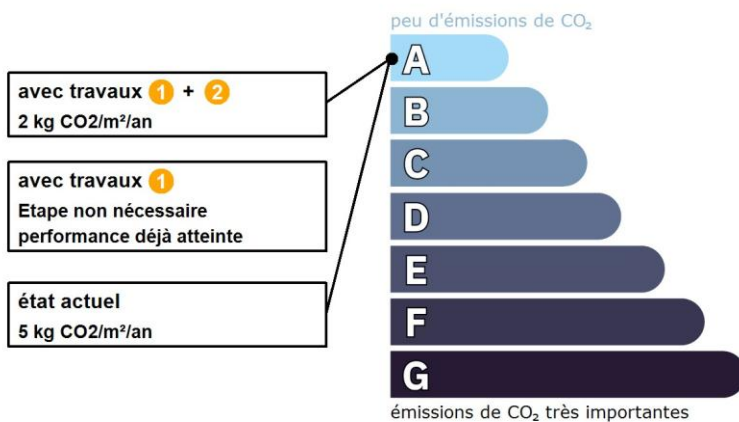 peu d'émissions de CO₂
avec travaux 1 + 2
2 kg CO2/m²/an
avec travaux 1
Etape non nécessaire
performance déjà atteinte
état actuel
5 kg CO2/m²/an
A
B
C
D
E
F
G
émissions de CO₂ très importantes